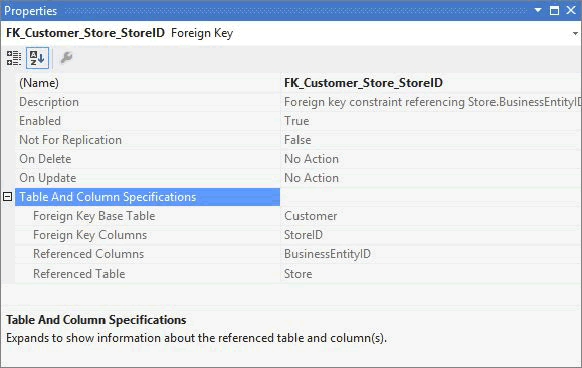 Properties
FK_Customer_Store_StoreID Foreign Key
(Name) FK_Customer_Store_StoreID
Description Foreign key constraint referencing Store.BusinessEntityID
Enabled True
Not For Replication False
On Delete No Action
On Update No Action
Table And Column Specifications
Foreign Key Base Table Customer
Foreign Key Columns StoreID
Referenced Columns BusinessEntityID
Referenced Table Store
Table And Column Specifications
Expands to show information about the referenced table and column(s).